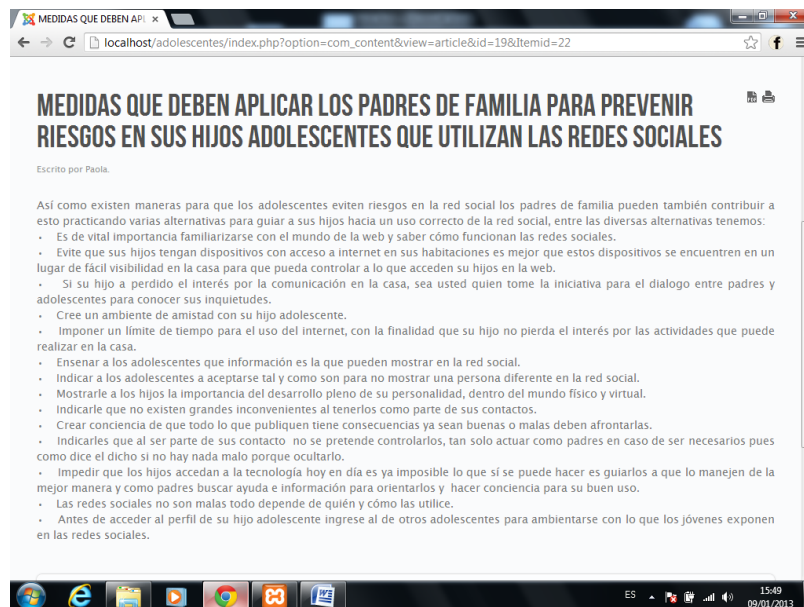 MEDIDAS QUE DEBEN APL ×
localhost/adolescentes/index.php?option=com_content&view=article&id=19&Itemid=22
MEDIDAS QUE DEBEN APLICAR LOS PADRES DE FAMILIA PARA PREVENIR
RIESGOS EN SUS HIJOS ADOLESCENTES QUE UTILIZAN LAS REDES SOCIALES
Escrito por Paola.
Así como existen maneras para que los adolescentes eviten riesgos en la red social los padres de familia pueden también contribuir a
esto practicando varias alternativas para guiar a sus hijos hacia un uso correcto de la red social, entre las diversas alternativas tenemos:
· Es de vital importancia familiarizarse con el mundo de la web y saber cómo funcionan las redes sociales.
· Evite que sus hijos tengan dispositivos con acceso a internet en sus habitaciones es mejor que estos dispositivos se encuentren en un
lugar de fácil visibilidad en la casa para que pueda controlar a lo que acceden su hijos en la web.
· Si su hijo a perdido el interés por la comunicación en la casa, sea usted quien tome la iniciativa para el dialogo entre padres y
adolescentes para conocer sus inquietudes.
· Cree un ambiente de amistad con su hijo adolescente.
· Imponer un límite de tiempo para el uso del internet, con la finalidad que su hijo no pierda el interés por las actividades que puede
realizar en la casa.
· Ensenar a los adolescentes que información es la que pueden mostrar en la red social.
· Indicar a los adolescentes a aceptarse tal y como son para no mostrar una persona diferente en la red social.
· Mostrarle a los hijos la importancia del desarrollo pleno de su personalidad, dentro del mundo físico y virtual.
· Indicarle que no existen grandes inconvenientes al tenerlos como parte de sus contactos.
· Crear conciencia de que todo lo que publiquen tiene consecuencias ya sean buenas o malas deben afrontarlas.
· Indicarles que al ser parte de sus contacto no se pretende controlarlos, tan solo actuar como padres en caso de ser necesarios pues
como dice el dicho si no hay nada malo porque ocultarlo.
· Impedir que los hijos accedan a la tecnología hoy en día es ya imposible lo que sí se puede hacer es guiarlos a que lo manejen de la
mejor manera y como padres buscar ayuda e información para orientarlos y hacer conciencia para su buen uso.
· Las redes sociales no son malas todo depende de quién y cómo las utilice.
· Antes de acceder al perfil de su hijo adolescente ingrese al de otros adolescentes para ambientarse con lo que los jóvenes exponen
en las redes sociales.
ES
15:49
09/01/2013